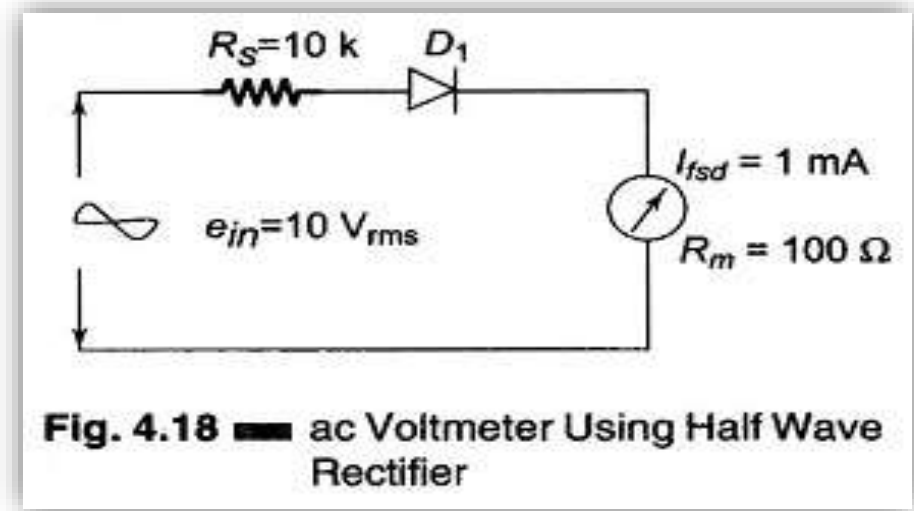 R_S=10 k
D_1
I_fsd = 1 mA
e_in=10 V_rms
R_m = 100 Ω
Fig. 4.18 ac Voltmeter Using Half Wave
Rectifier